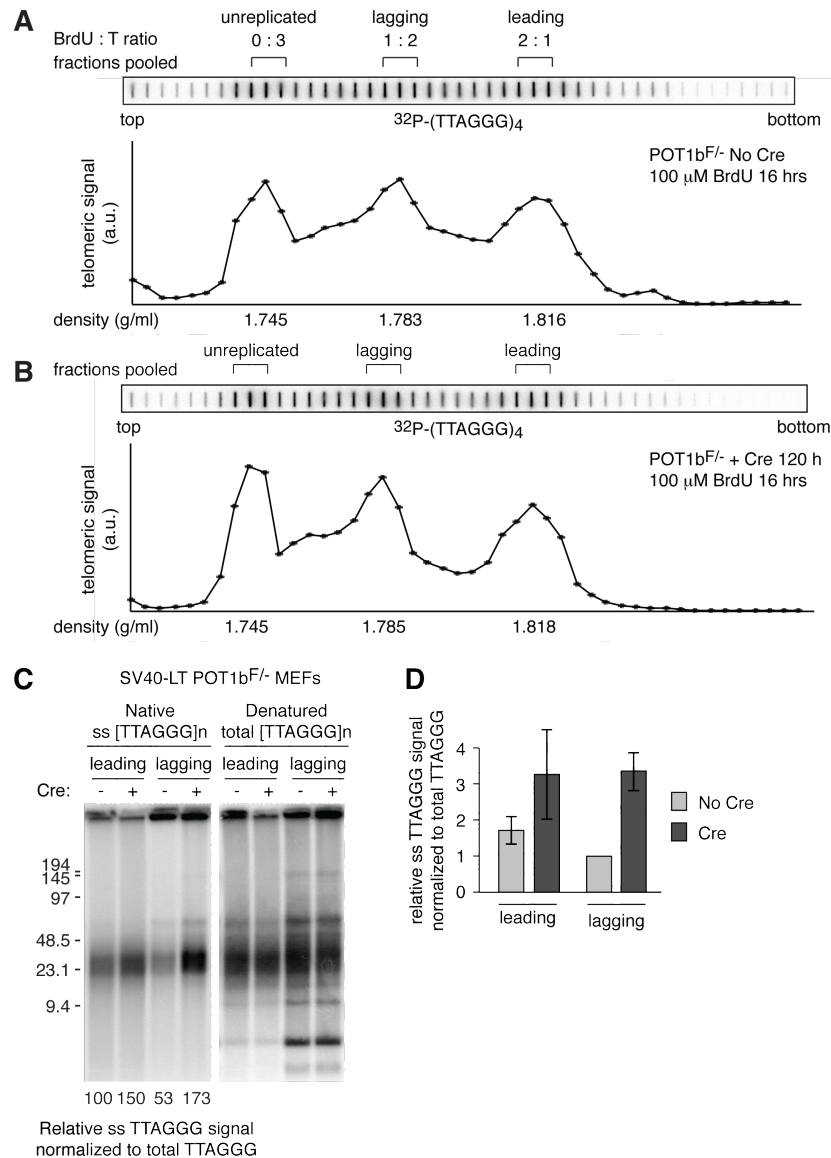 A
unreplicated lagging leading
BrdU : T ratio 0 : 3 1 : 2 2 : 1
fractions pooled
top 32P-(TTAGGG)4 bottom
POT1bF/- No Cre
100 μM BrdU 16 hrs
telomeric signal
(a.u.)
density (g/ml) 1.745 1.783 1.816
B
unreplicated lagging leading
fractions pooled
top 32P-(TTAGGG)4 bottom
POT1bF/- + Cre 120 h
100 μM BrdU 16 hrs
telomeric signal
(a.u.)
density (g/ml) 1.745 1.785 1.818
C
SV40-LT POT1bF/- MEFs
Native Denatured
ss [TTAGGG]n total [TTAGGG]n
leading lagging leading lagging
Cre: - + - + - + - +
194 -
145 -
97 -
48.5 -
23.1 -
9.4 -
100 150 53 173
Relative ss TTAGGG signal
normalized to total TTAGGG
D
relative ss TTAGGG signal
normalized to total TTAGGG
4
3
2
1
0
leading lagging
No Cre
Cre